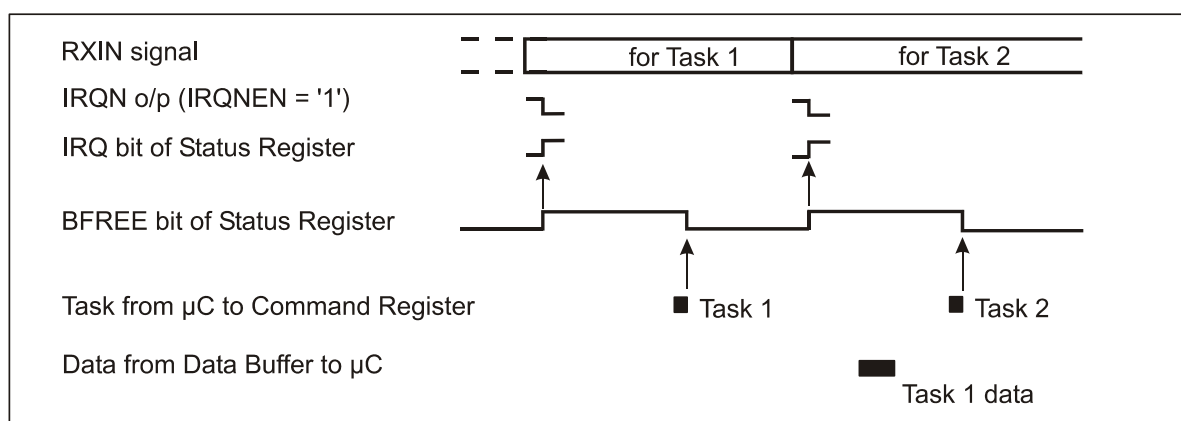 RXIN signal
for Task 1
for Task 2
IRQN o/p (IRQNEN = '1')
IRQ bit of Status Register
BFREE bit of Status Register
Task from µC to Command Register
Task 1
Task 2
Data from Data Buffer to µC
Task 1 data